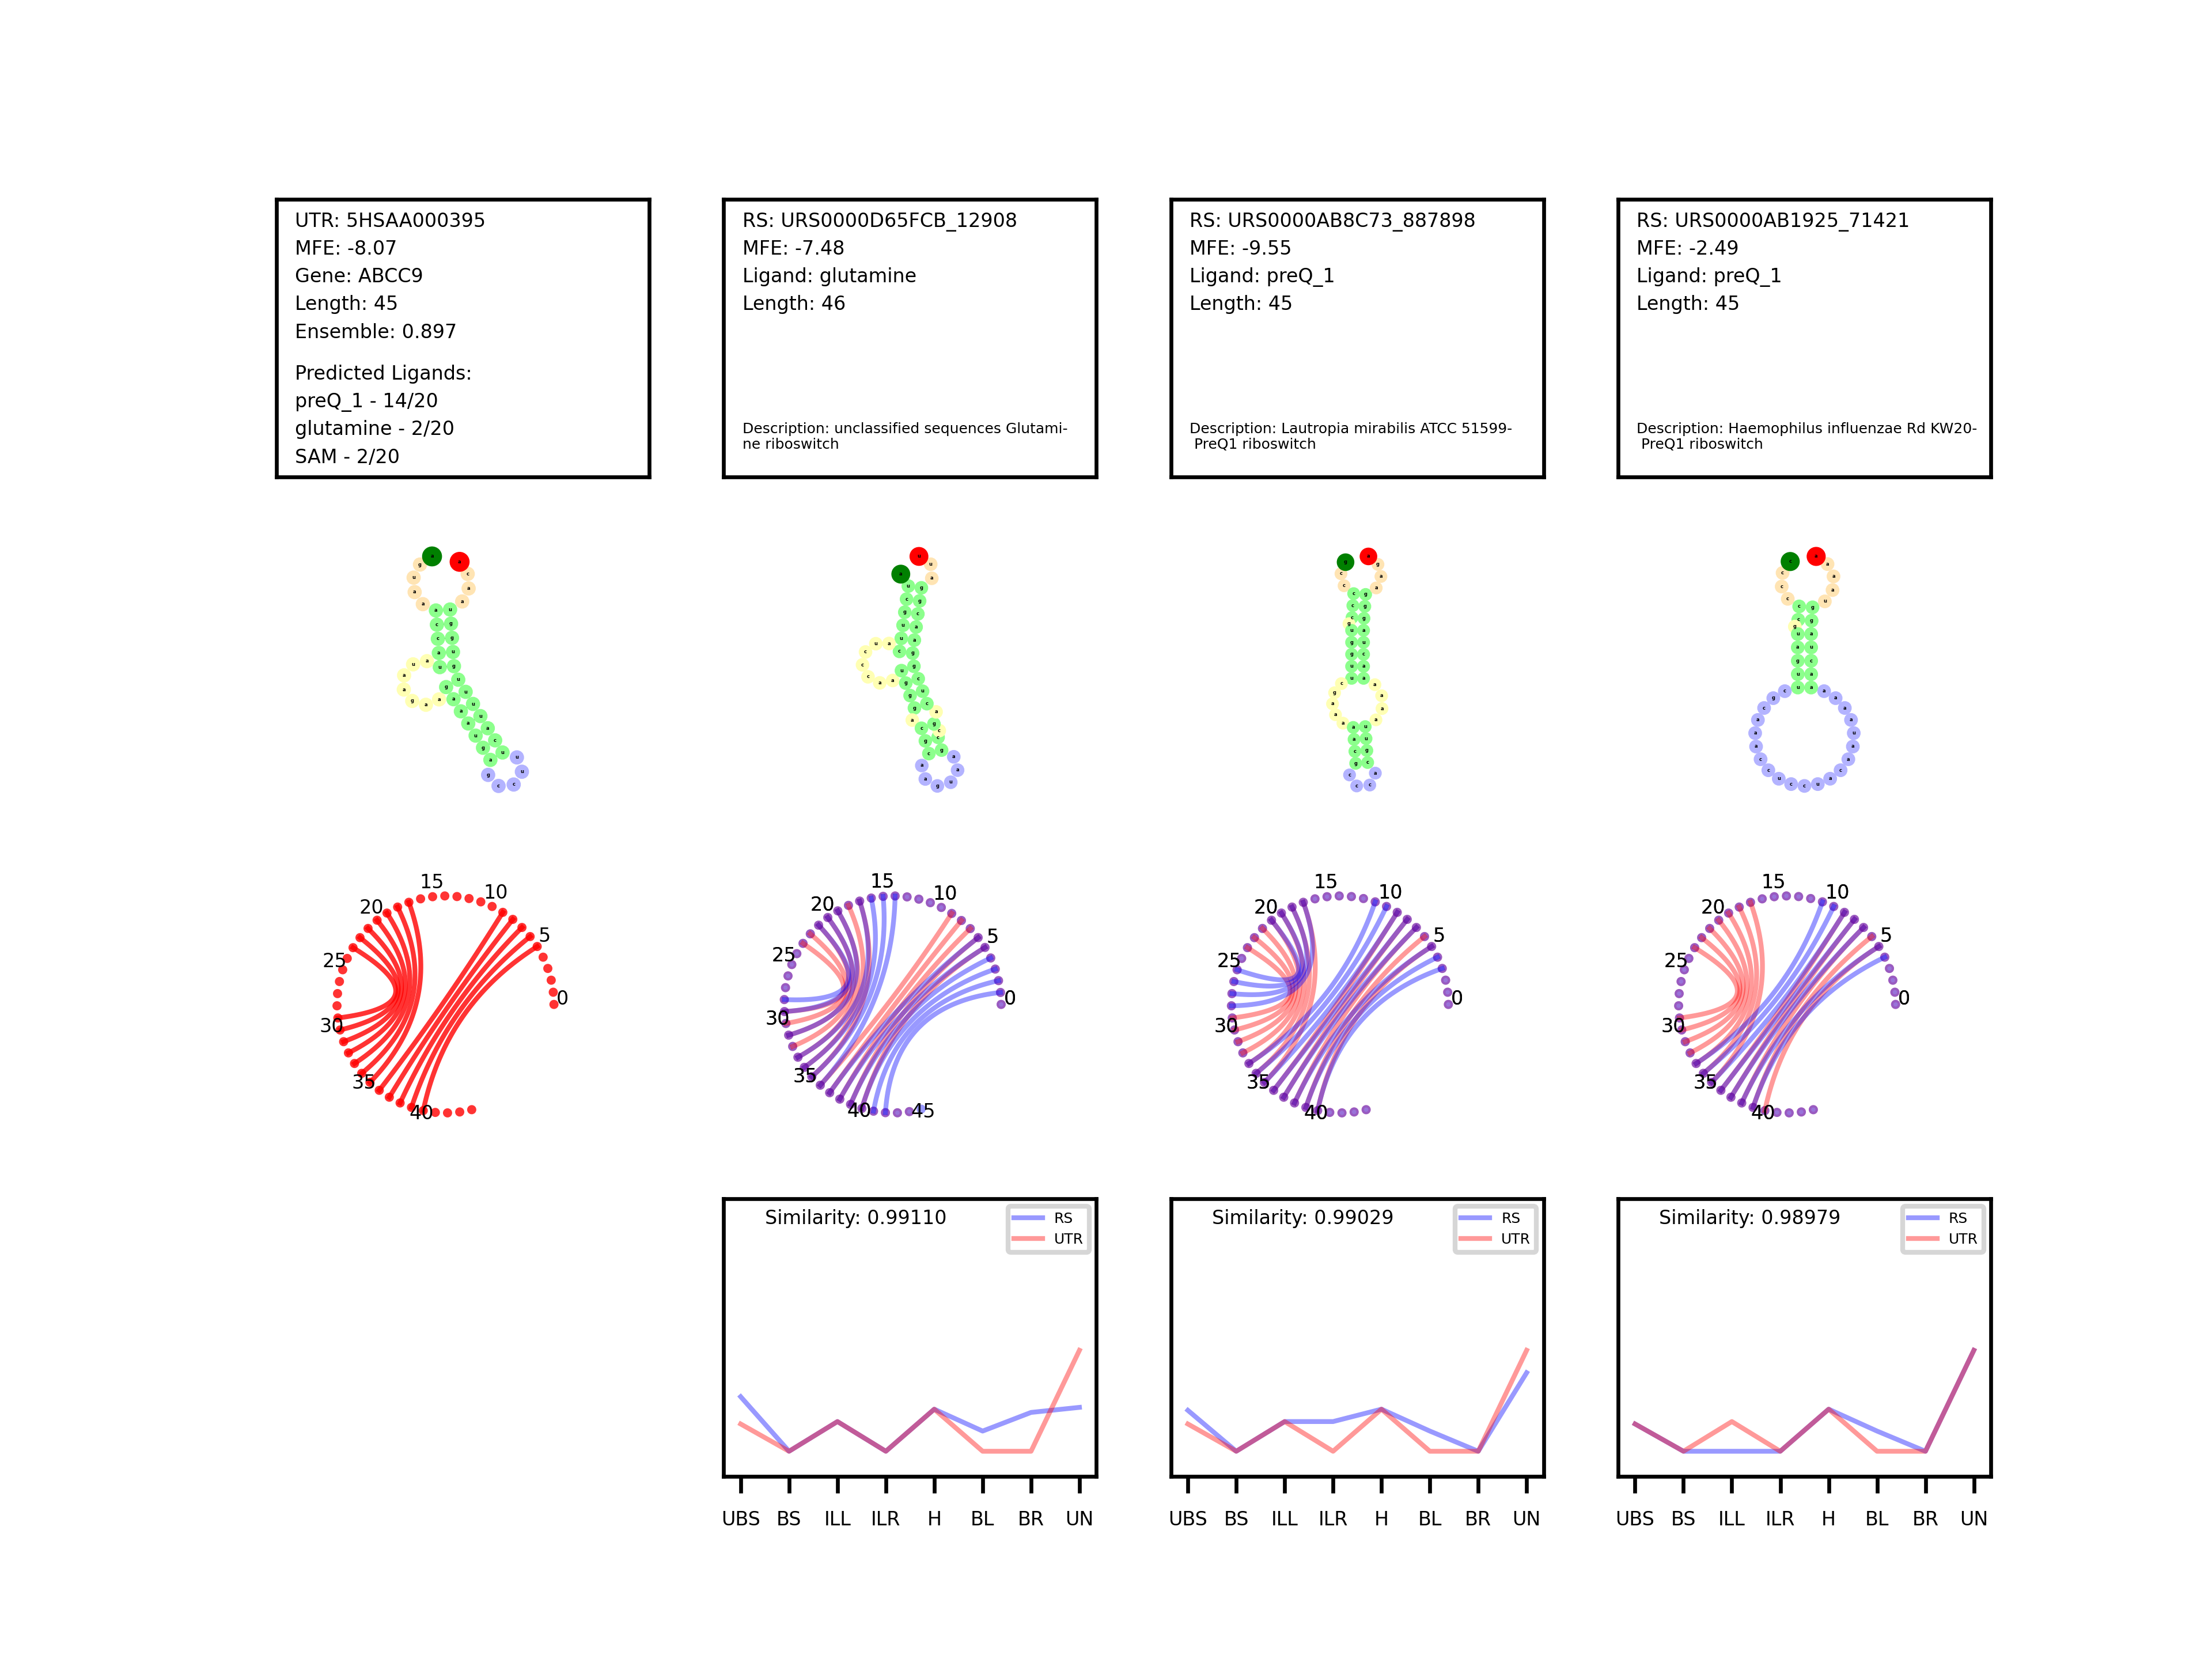 UTR: 5HSAA000395
MFE: -8.07
Gene: ABCC9
Length: 45
Ensemble: 0.897
Predicted Ligands:
preQ_1 - 14/20
glutamine - 2/20
SAM - 2/20
RS: URS0000D65FCB_12908
MFE: -7.48
Ligand: glutamine
Length: 46
Description: unclassified sequences Glutami-
ne riboswitch
RS: URS0000AB8C73_887898
MFE: -9.55
Ligand: preQ_1
Length: 45
Description: Lautropia mirabilis ATCC 51599-
PreQ1 riboswitch
RS: URS0000AB1925_71421
MFE: -2.49
Ligand: preQ_1
Length: 45
Description: Haemophilus influenzae Rd KW20-
PreQ1 riboswitch
0
5
10
15
20
25
30
35
40
0
5
10
15
20
25
30
35
40
45
0
5
10
15
20
25
30
35
40
0
5
10
15
20
25
30
35
40
Similarity: 0.99110
RS
UTR
UBS BS ILL ILR H BL BR UN
Similarity: 0.99029
RS
UTR
UBS BS ILL ILR H BL BR UN
Similarity: 0.98979
RS
UTR
UBS BS ILL ILR H BL BR UN